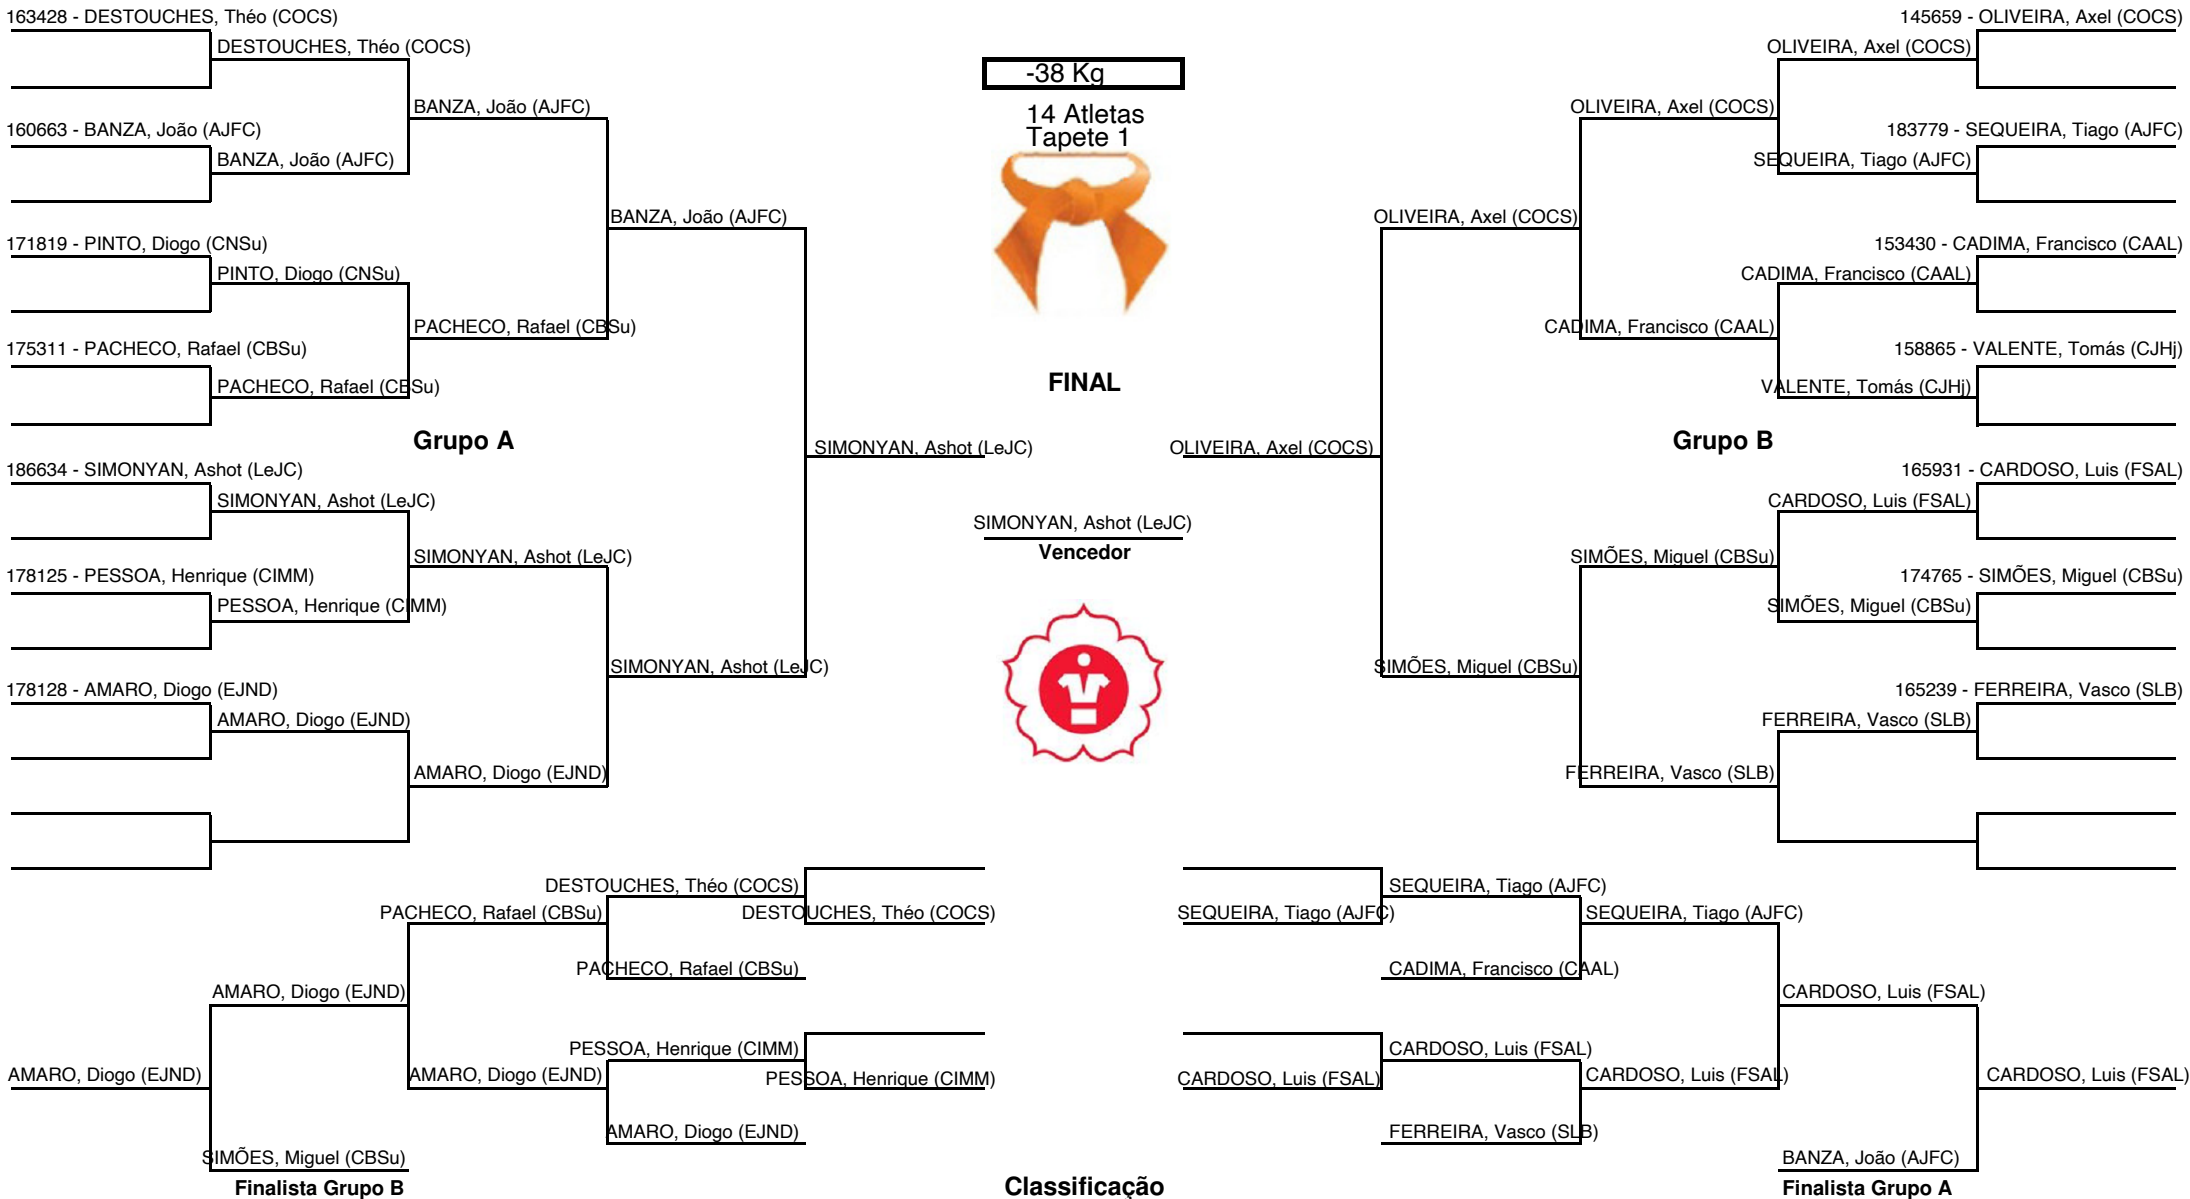 163428 - DESTOUCHES, Théo (COCS)
DESTOUCHES, Théo (COCS)
160663 - BANZA, João (AJFC)
BANZA, João (AJFC)
BANZA, João (AJFC)
171819 - PINTO, Diogo (CNSu)
PINTO, Diogo (CNSu)
175311 - PACHECO, Rafael (CBSu)
PACHECO, Rafael (CBSu)
PACHECO, Rafael (CBSu)
BANZA, João (AJFC)
Grupo A
186634 - SIMONYAN, Ashot (LeJC)
SIMONYAN, Ashot (LeJC)
178125 - PESSOA, Henrique (CIMM)
PESSOA, Henrique (CIMM)
SIMONYAN, Ashot (LeJC)
178128 - AMARO, Diogo (EJND)
AMARO, Diogo (EJND)
AMARO, Diogo (EJND)
SIMONYAN, Ashot (LeJC)
SIMONYAN, Ashot (LeJC)
-38 Kg
14 Atletas
Tapete 1
FINAL
SIMONYAN, Ashot (LeJC)
Vencedor
145659 - OLIVEIRA, Axel (COCS)
OLIVEIRA, Axel (COCS)
OLIVEIRA, Axel (COCS)
183779 - SEQUEIRA, Tiago (AJFC)
SEQUEIRA, Tiago (AJFC)
OLIVEIRA, Axel (COCS)
153430 - CADIMA, Francisco (CAAL)
CADIMA, Francisco (CAAL)
CADIMA, Francisco (CAAL)
158865 - VALENTE, Tomás (CJHj)
VALENTE, Tomás (CJHj)
Grupo B
OLIVEIRA, Axel (COCS)
165931 - CARDOSO, Luis (FSAL)
CARDOSO, Luis (FSAL)
SIMÕES, Miguel (CBSu)
174765 - SIMÕES, Miguel (CBSu)
SIMÕES, Miguel (CBSu)
SIMÕES, Miguel (CBSu)
165239 - FERREIRA, Vasco (SLB)
FERREIRA, Vasco (SLB)
FERREIRA, Vasco (SLB)
DESTOUCHES, Théo (COCS)
PACHECO, Rafael (CBSu)
DESTOUCHES, Théo (COCS)
PACHECO, Rafael (CBSu)
AMARO, Diogo (EJND)
PESSOA, Henrique (CIMM)
AMARO, Diogo (EJND)
AMARO, Diogo (EJND)
PESSOA, Henrique (CIMM)
AMARO, Diogo (EJND)
SIMÕES, Miguel (CBSu)
Finalista Grupo B
SEQUEIRA, Tiago (AJFC)
SEQUEIRA, Tiago (AJFC)
SEQUEIRA, Tiago (AJFC)
CADIMA, Francisco (CAAL)
CARDOSO, Luis (FSAL)
CARDOSO, Luis (FSAL)
CARDOSO, Luis (FSAL)
CARDOSO, Luis (FSAL)
CARDOSO, Luis (FSAL)
FERREIRA, Vasco (SLB)
BANZA, João (AJFC)
Finalista Grupo A
Classificação